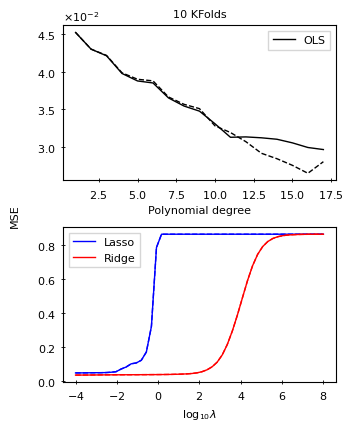 10 KFolds
×10⁻²
OLS
4.5
4.0
3.5
3.0
2.5 5.0 7.5 10.0 12.5 15.0 17.5
Polynomial degree
MSE
Lasso
Ridge
0.8
0.6
0.4
0.2
0.0
−4 −2 0 2 4 6 8
log₁₀λ